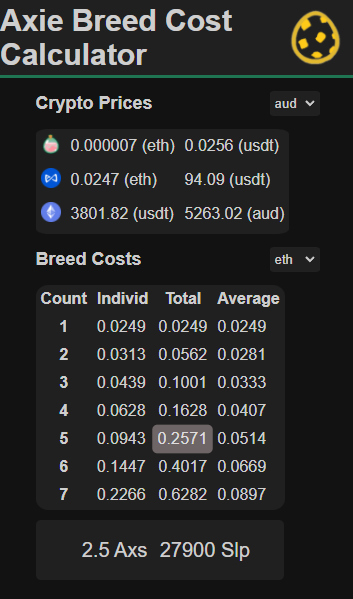 Axie Breed Cost
Calculator
Crypto Prices aud
0.000007 (eth) 0.0256 (usdt)
0.0247 (eth) 94.09 (usdt)
3801.82 (usdt) 5263.02 (aud)
Breed Costs eth
Count Individ Total Average
1 0.0249 0.0249 0.0249
2 0.0313 0.0562 0.0281
3 0.0439 0.1001 0.0333
4 0.0628 0.1628 0.0407
5 0.0943 0.2571 0.0514
6 0.1447 0.4017 0.0669
7 0.2266 0.6282 0.0897
2.5 Axs 27900 Slp